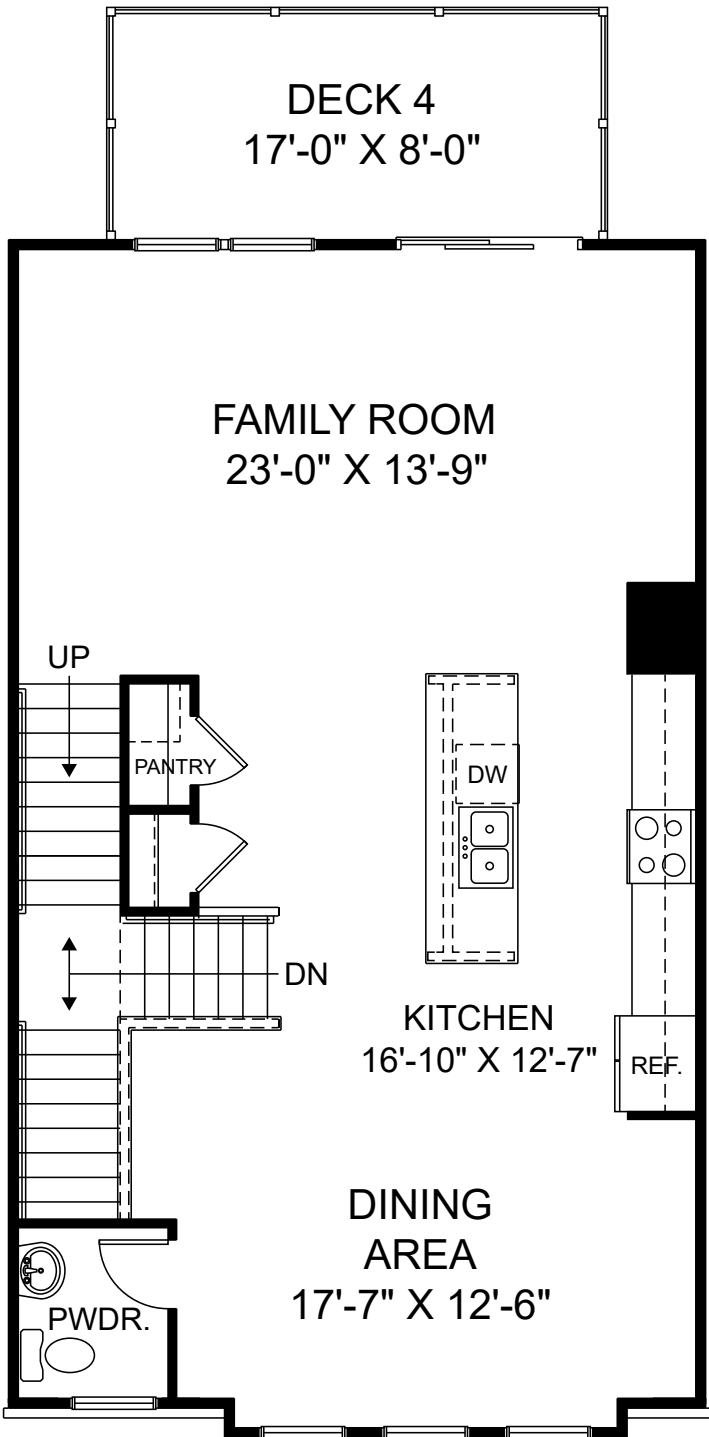 DECK 4
17'-0" X 8'-0"
FAMILY ROOM
23'-0" X 13'-9"
UP
PANTRY
DW
DN
KITCHEN
16'-10" X 12'-7"
REF.
DINING
AREA
17'-7" X 12'-6"
PWDR.